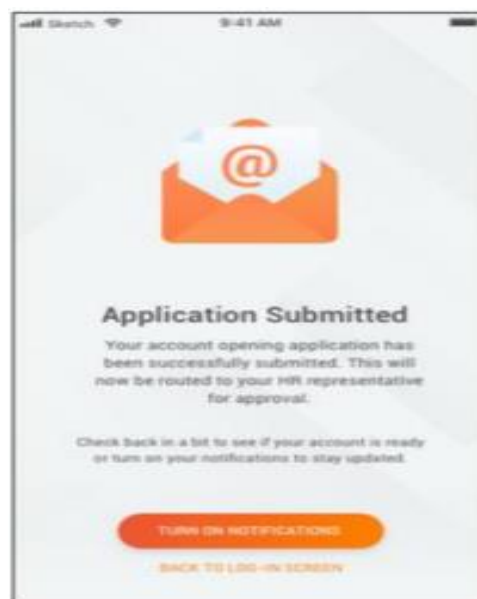 Sketch 9:41 AM
@
Application Submitted
Your account opening application has
been successfully submitted. This will
now be routed to your HR representative
for approval.
Check back in a bit to see if your account is ready
or turn on your notifications to stay updated.
TURN ON NOTIFICATIONS
BACK TO LOG-IN SCREEN